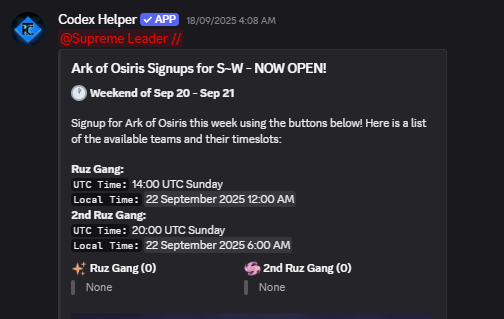 Codex Helper ✓ APP 18/09/2025 4:08 AM
@Supreme Leader //
Ark of Osiris Signups for S~W - NOW OPEN!
Weekend of Sep 20 - Sep 21
Signup for Ark of Osiris this week using the buttons below! Here is a list
of the available teams and their timeslots:
Ruz Gang:
UTC Time: 14:00 UTC Sunday
Local Time: 22 September 2025 12:00 AM
2nd Ruz Gang:
UTC Time: 20:00 UTC Sunday
Local Time: 22 September 2025 6:00 AM
Ruz Gang (0) 2nd Ruz Gang (0)
None None